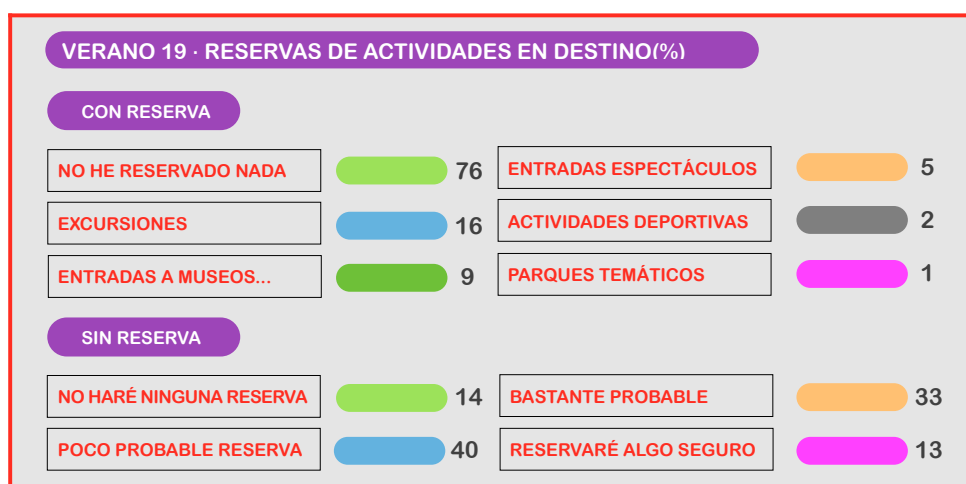 VERANO 19 · RESERVAS DE ACTIVIDADES EN DESTINO(%)
CON RESERVA
NO HE RESERVADO NADA 76
ENTRADAS ESPECTÁCULOS 5
EXCURSIONES 16
ACTIVIDADES DEPORTIVAS 2
ENTRADAS A MUSEOS... 9
PARQUES TEMÁTICOS 1
SIN RESERVA
NO HARÉ NINGUNA RESERVA 14
BASTANTE PROBABLE 33
POCO PROBABLE RESERVA 40
RESERVARÉ ALGO SEGURO 13